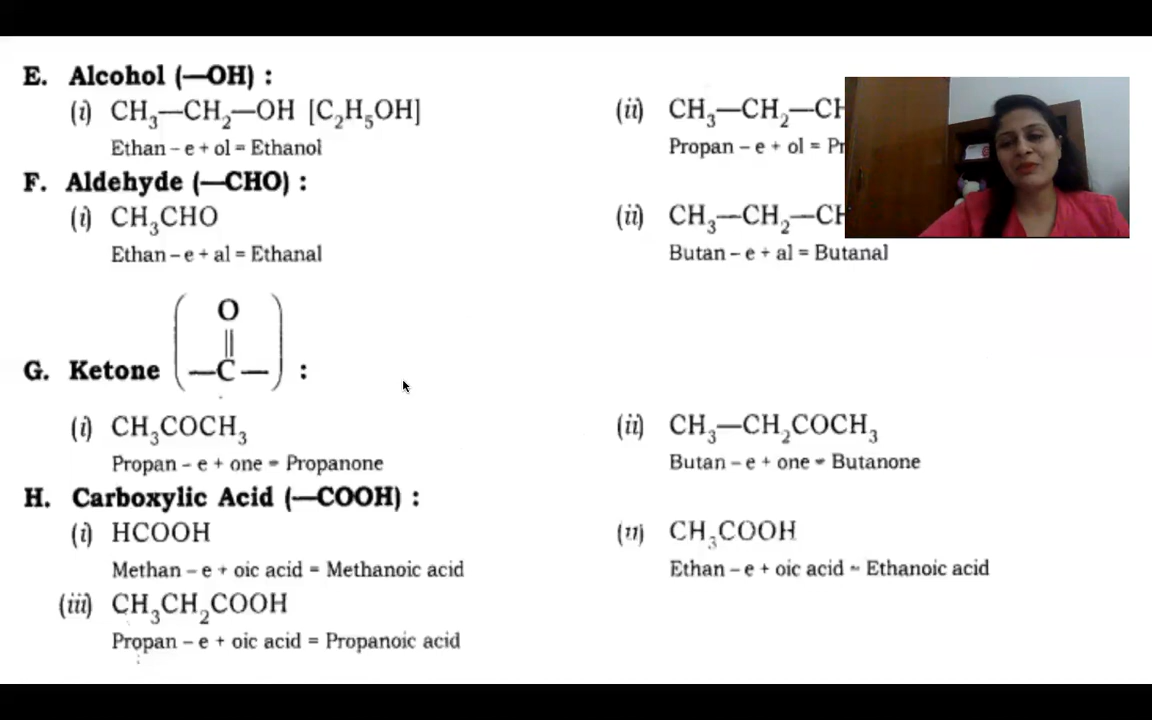 E. Alcohol (—OH) :
(i) CH₃—CH₂—OH [C₂H₅OH]
(ii) CH₃—CH₂—CH
Ethan – e + ol = Ethanol
Propan – e + ol = Pr
F. Aldehyde (—CHO) :
(i) CH₃CHO
(ii) CH₃—CH₂—CH
Ethan – e + al = Ethanal
Butan – e + al = Butanal
O
||
G. Ketone (—C—) :
(i) CH₃COCH₃
(ii) CH₃—CH₂COCH₃
Propan – e + one = Propanone
Butan – e + one = Butanone
H. Carboxylic Acid (—COOH) :
(i) HCOOH
(ii) CH₃COOH
Methan – e + oic acid = Methanoic acid
Ethan – e + oic acid = Ethanoic acid
(iii) CH₃CH₂COOH
Propan – e + oic acid = Propanoic acid